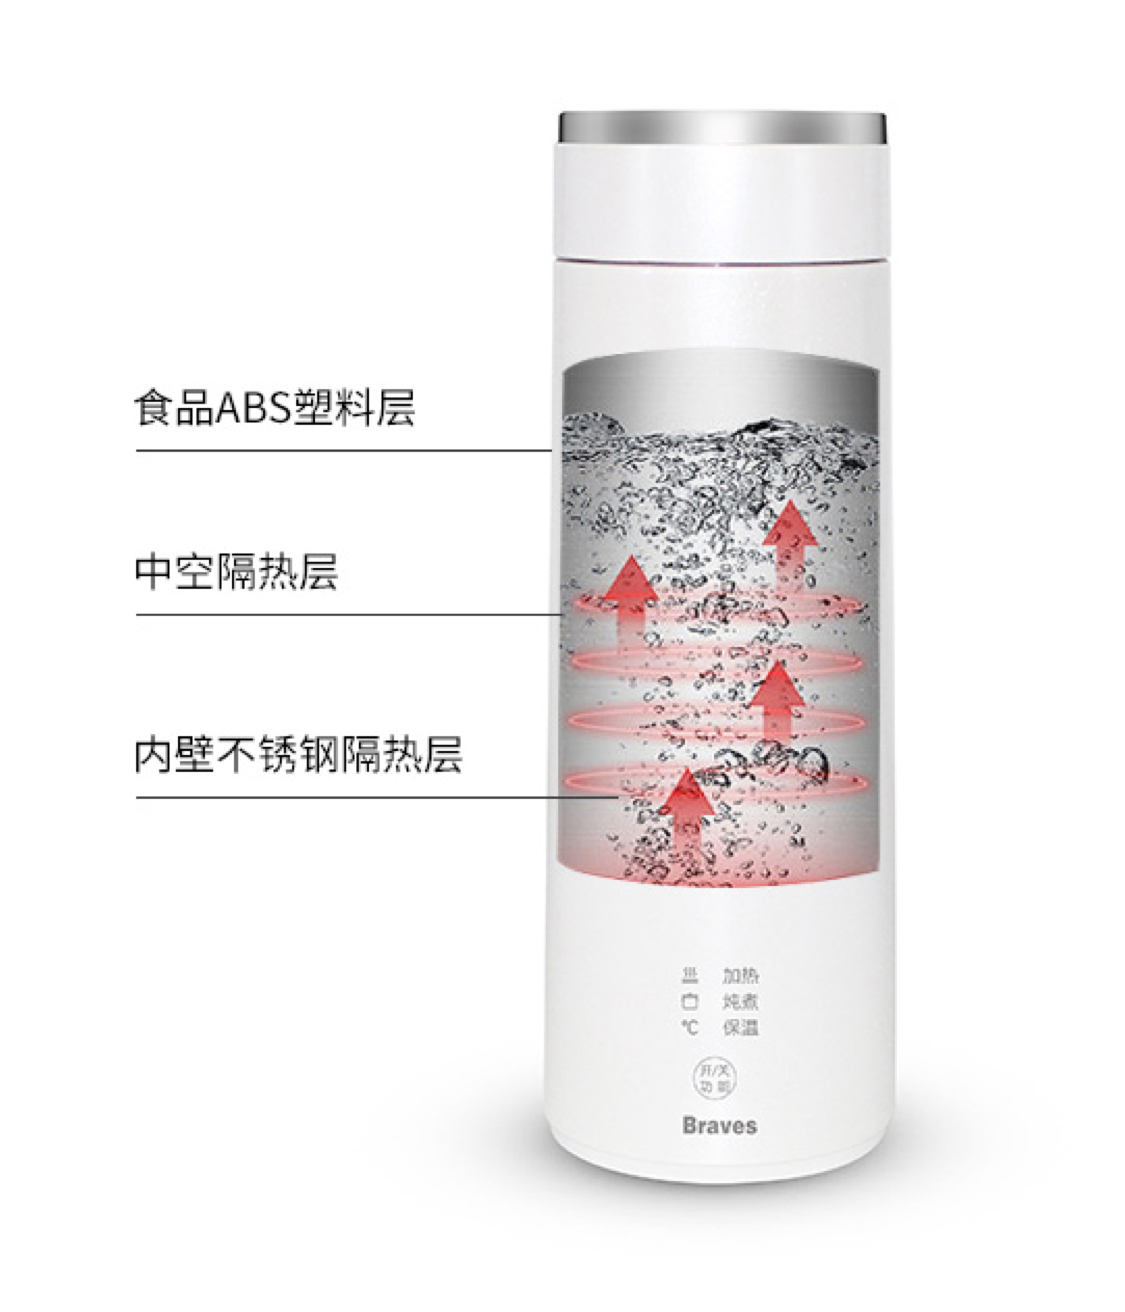 食品ABS塑料层
中空隔热层
内壁不锈钢隔热层
加热
炖煮
℃ 保温
开/关
功能
Braves